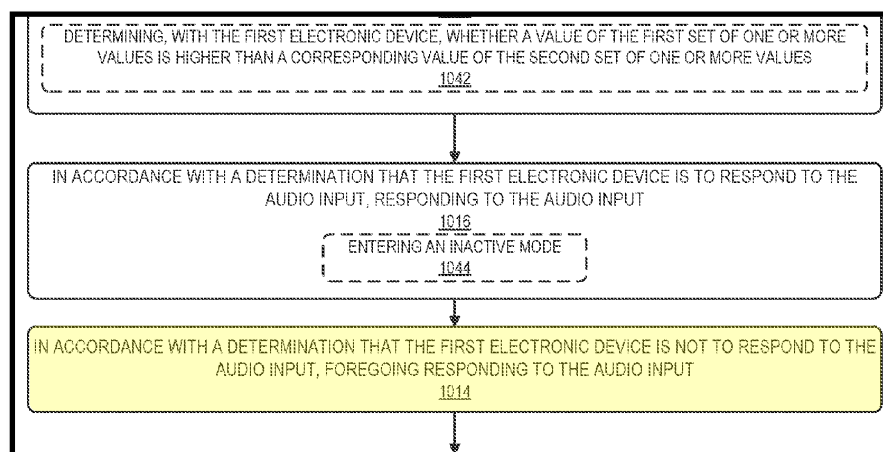 DETERMINING, WITH THE FIRST ELECTRONIC DEVICE, WHETHER A VALUE OF THE FIRST SET OF ONE OR MORE
VALUES IS HIGHER THAN A CORRESPONDING VALUE OF THE SECOND SET OF ONE OR MORE VALUES
1042
IN ACCORDANCE WITH A DETERMINATION THAT THE FIRST ELECTRONIC DEVICE IS TO RESPOND TO THE
AUDIO INPUT, RESPONDING TO THE AUDIO INPUT
1016
ENTERING AN INACTIVE MODE
1044
IN ACCORDANCE WITH A DETERMINATION THAT THE FIRST ELECTRONIC DEVICE IS NOT TO RESPOND TO THE
AUDIO INPUT, FOREGOING RESPONDING TO THE AUDIO INPUT
1014